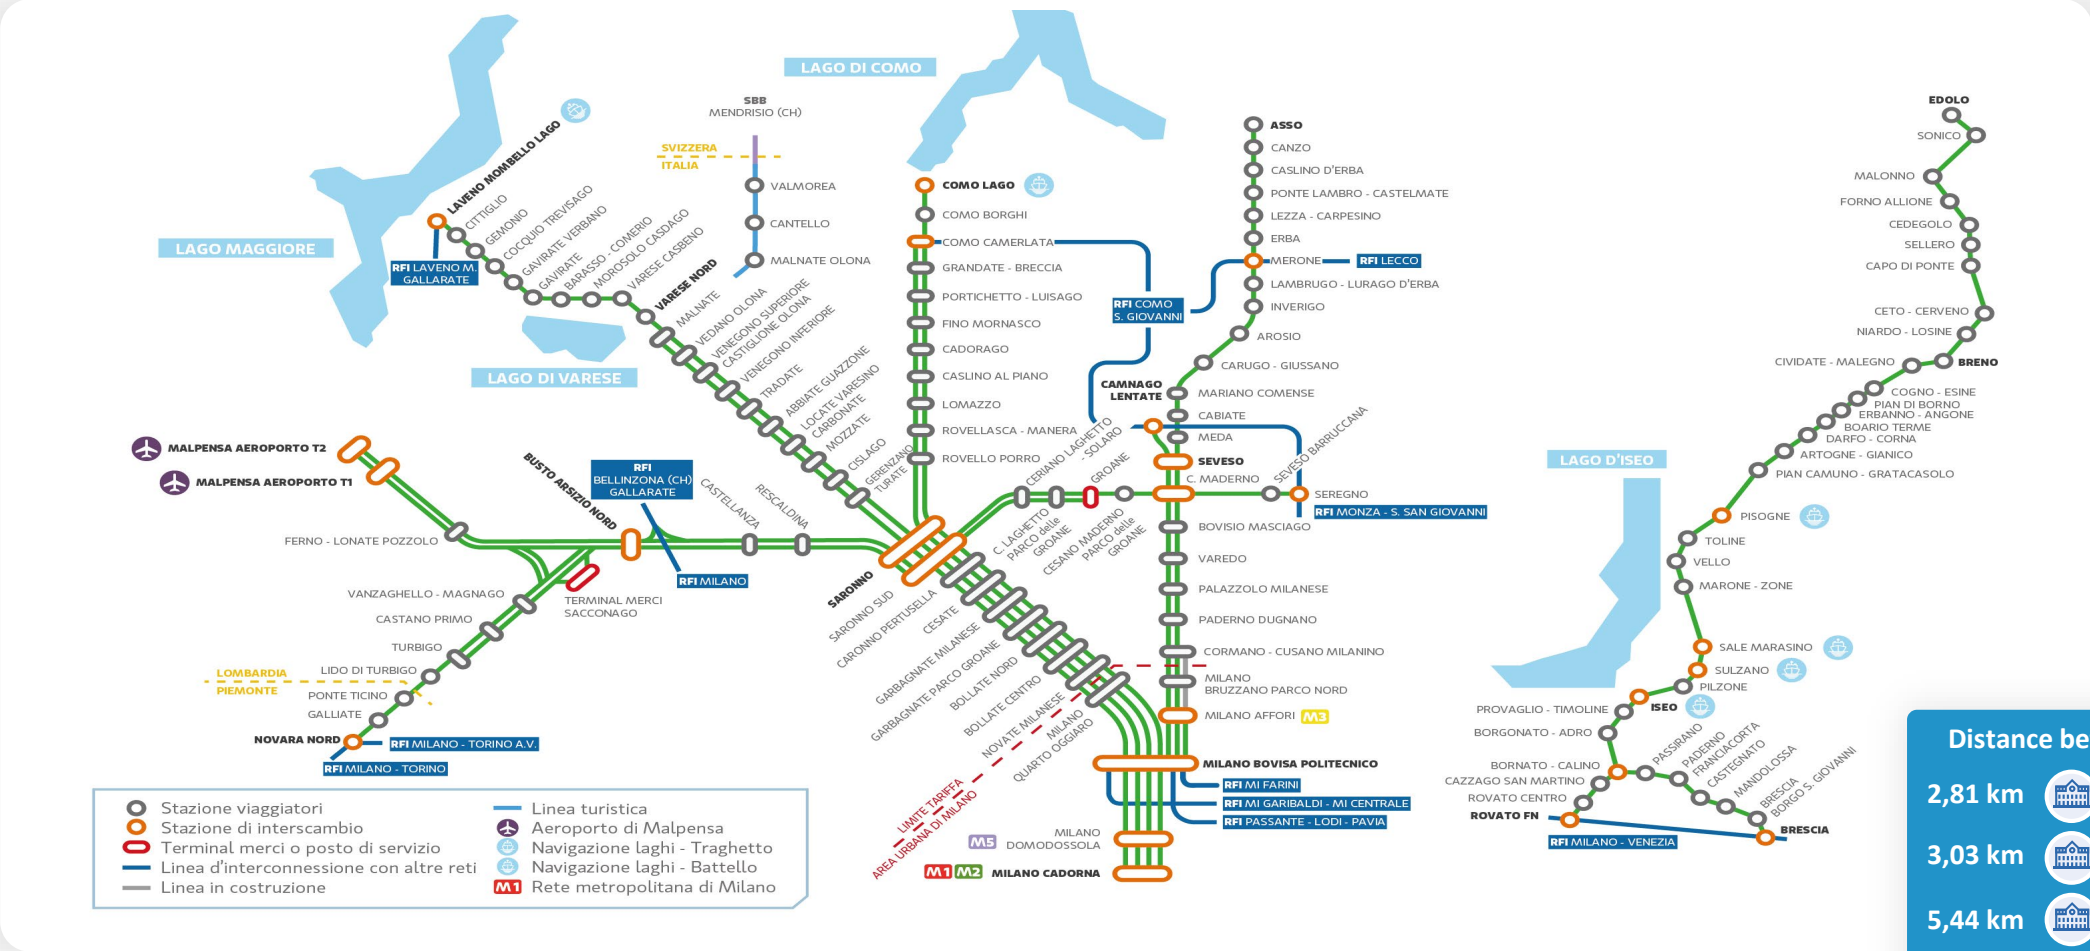 LAGO DI COMO
LAGO MAGGIORE
LAGO DI VARESE
LAGO D'ISEO
SBB
MENDRISIO (CH)
SVIZZERA
ITALIA
VALMOREA
CANTELLO
MALNATE OLONA
LAVENO MOMBELLO LAGO
RFI LAVENO M.
GALLARATE
CITTIGLIO
GEMONIO
COCQUIO TREVISAGO
GAVIRATE VERBANO
GAVIRATE
BARASSO - COMERIO
MOROSOLO CASDAGO
VARESE CASBENO
VARESE NORD
MALNATE
VEDANO OLONA
VENEGONO SUPERIORE
CASTIGLIONE OLONA
VENEGONO INFERIORE
TRADATE
ABBIATE GUAZZONE
LOCATE VARESINO
CARBONATE
MOZZATE
CISLAGO
GERENZANO
TURATE
COMO LAGO
COMO BORGHI
COMO CAMERLATA
GRANDATE - BRECCIA
PORTICHETTO - LUISAGO
FINO MORNASCO
CADORAGO
CASLINO AL PIANO
LOMAZZO
ROVELLASCA - MANERA
ROVELLO PORRO
RFI COMO
S. GIOVANNI
ASSO
CANZO
CASLINO D'ERBA
PONTE LAMBRO - CASTELMATE
LEZZA - CARPESINO
ERBA
MERONE
RFI LECCO
LAMBRUGO - LURAGO D'ERBA
INVERIGO
AROSIO
CARUGO - GIUSSANO
MARIANO COMENSE
CABIATE
MEDA
CAMNAGO
LENTATE
SEVESO
C. MADERNO
SEVESO BARRUCCANA
SEREGNO
RFI MONZA - S. SAN GIOVANNI
CERIANO LAGHETTO
- SOLARO
GROANE
C. LAGHETTO
PARCO delle
GROANE
CESANO MADERNO
PARCO delle
GROANE
BOVISIO MASCIAGO
VAREDO
PALAZZOLO MILANESE
PADERNO DUGNANO
CORMANO - CUSANO MILANINO
MILANO
BRUZZANO PARCO NORD
MILANO AFFORI M3
MILANO BOVISA POLITECNICO
RFI MI FARINI
RFI MI GARIBALDI - MI CENTRALE
RFI PASSANTE - LODI - PAVIA
M5
MILANO
DOMODOSSOLA
M1 M2 MILANO CADORNA
MALPENSA AEROPORTO T2
MALPENSA AEROPORTO T1
FERNO - LONATE POZZOLO
BUSTO ARSIZIO NORD
RFI
BELLINZONA (CH)
GALLARATE
CASTELLANZA
RESCALDINA
RFI MILANO
TERMINAL MERCI
SACCONAGO
VANZAGHELLO - MAGNAGO
CASTANO PRIMO
TURBIGO
LIDO DI TURBIGO
LOMBARDIA
PIEMONTE
PONTE TICINO
GALLIATE
NOVARA NORD
RFI MILANO - TORINO A.V.
RFI MILANO - TORINO
SARONNO
SARONNO SUD
CARONNO PERTUSELLA
CESATE
GARBAGNATE MILANESE
GARBAGNATE PARCO GROANE
BOLLATE NORD
BOLLATE CENTRO
NOVATE MILANESE
MILANO
QUARTO OGGIARO
LIMITE TARIFFA
AREA URBANA DI MILANO
EDOLO
SONICO
MALONNO
FORNO ALLIONE
CEDEGOLO
SELLERO
CAPO DI PONTE
CETO - CERVENO
NIARDO - LOSINE
CIVIDATE - MALEGNO
BRENO
COGNO - ESINE
PIAN DI BORNO
ERBANNO - ANGONE
BOARIO TERME
DARFO - CORNA
ARTOGNE - GIANICO
PIAN CAMUNO - GRATACASOLO
PISOGNE
TOLINE
VELLO
MARONE - ZONE
SALE MARASINO
SULZANO
PILZONE
ISEO
PROVAGLIO - TIMOLINE
BORGONATO - ADRO
BORNATO - CALINO
CAZZAGO SAN MARTINO
ROVATO CENTRO
ROVATO FN
PASSIRANO
PADERNO
FRANCIACORTA
CASTEGNATO
MANDOLOSSA
BRESCIA
BORGO S. GIOVANNI
BRESCIA
RFI MILANO - VENEZIA
Stazione viaggiatori
Stazione di interscambio
Terminal merci o posto di servizio
Linea d'interconnessione con altre reti
Linea in costruzione
Linea turistica
Aeroporto di Malpensa
Navigazione laghi - Traghetto
Navigazione laghi - Battello
M1 Rete metropolitana di Milano
Distance be
2,81 km
3,03 km
5,44 km